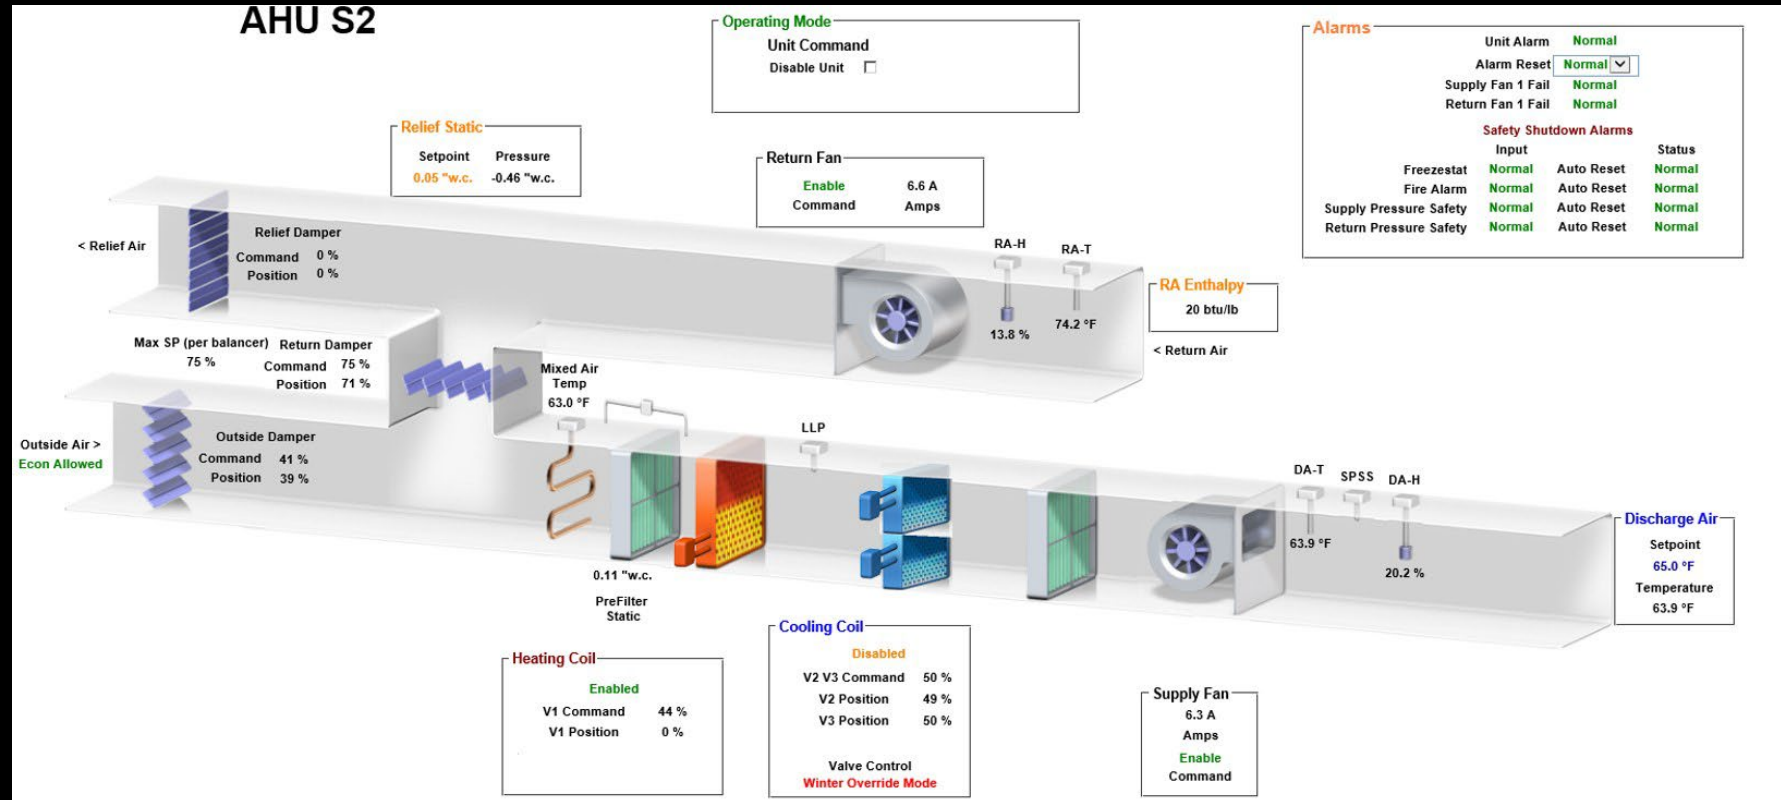 AHU S2
Operating Mode
Unit Command
Disable Unit
Alarms
Unit Alarm Normal
Alarm Reset Normal
Supply Fan 1 Fail Normal
Return Fan 1 Fail Normal
Safety Shutdown Alarms
Input Status
Freezestat Normal Auto Reset Normal
Fire Alarm Normal Auto Reset Normal
Supply Pressure Safety Normal Auto Reset Normal
Return Pressure Safety Normal Auto Reset Normal
Relief Static
Setpoint Pressure
0.05 "w.c. -0.46 "w.c.
Return Fan
Enable 6.6 A
Command Amps
< Relief Air
Relief Damper
Command 0 %
Position 0 %
RA-H
13.8 %
RA-T
74.2 °F
RA Enthalpy
20 btu/lb
< Return Air
Max SP (per balancer)
75 %
Return Damper
Command 75 %
Position 71 %
Mixed Air
Temp
63.0 °F
Outside Air >
Econ Allowed
Outside Damper
Command 41 %
Position 39 %
LLP
0.11 "w.c.
PreFilter
Static
DA-T
63.9 °F
SPSS
DA-H
20.2 %
Discharge Air
Setpoint
65.0 °F
Temperature
63.9 °F
Heating Coil
Enabled
V1 Command 44 %
V1 Position 0 %
Cooling Coil
Disabled
V2 V3 Command 50 %
V2 Position 49 %
V3 Position 50 %
Valve Control
Winter Override Mode
Supply Fan
6.3 A
Amps
Enable
Command